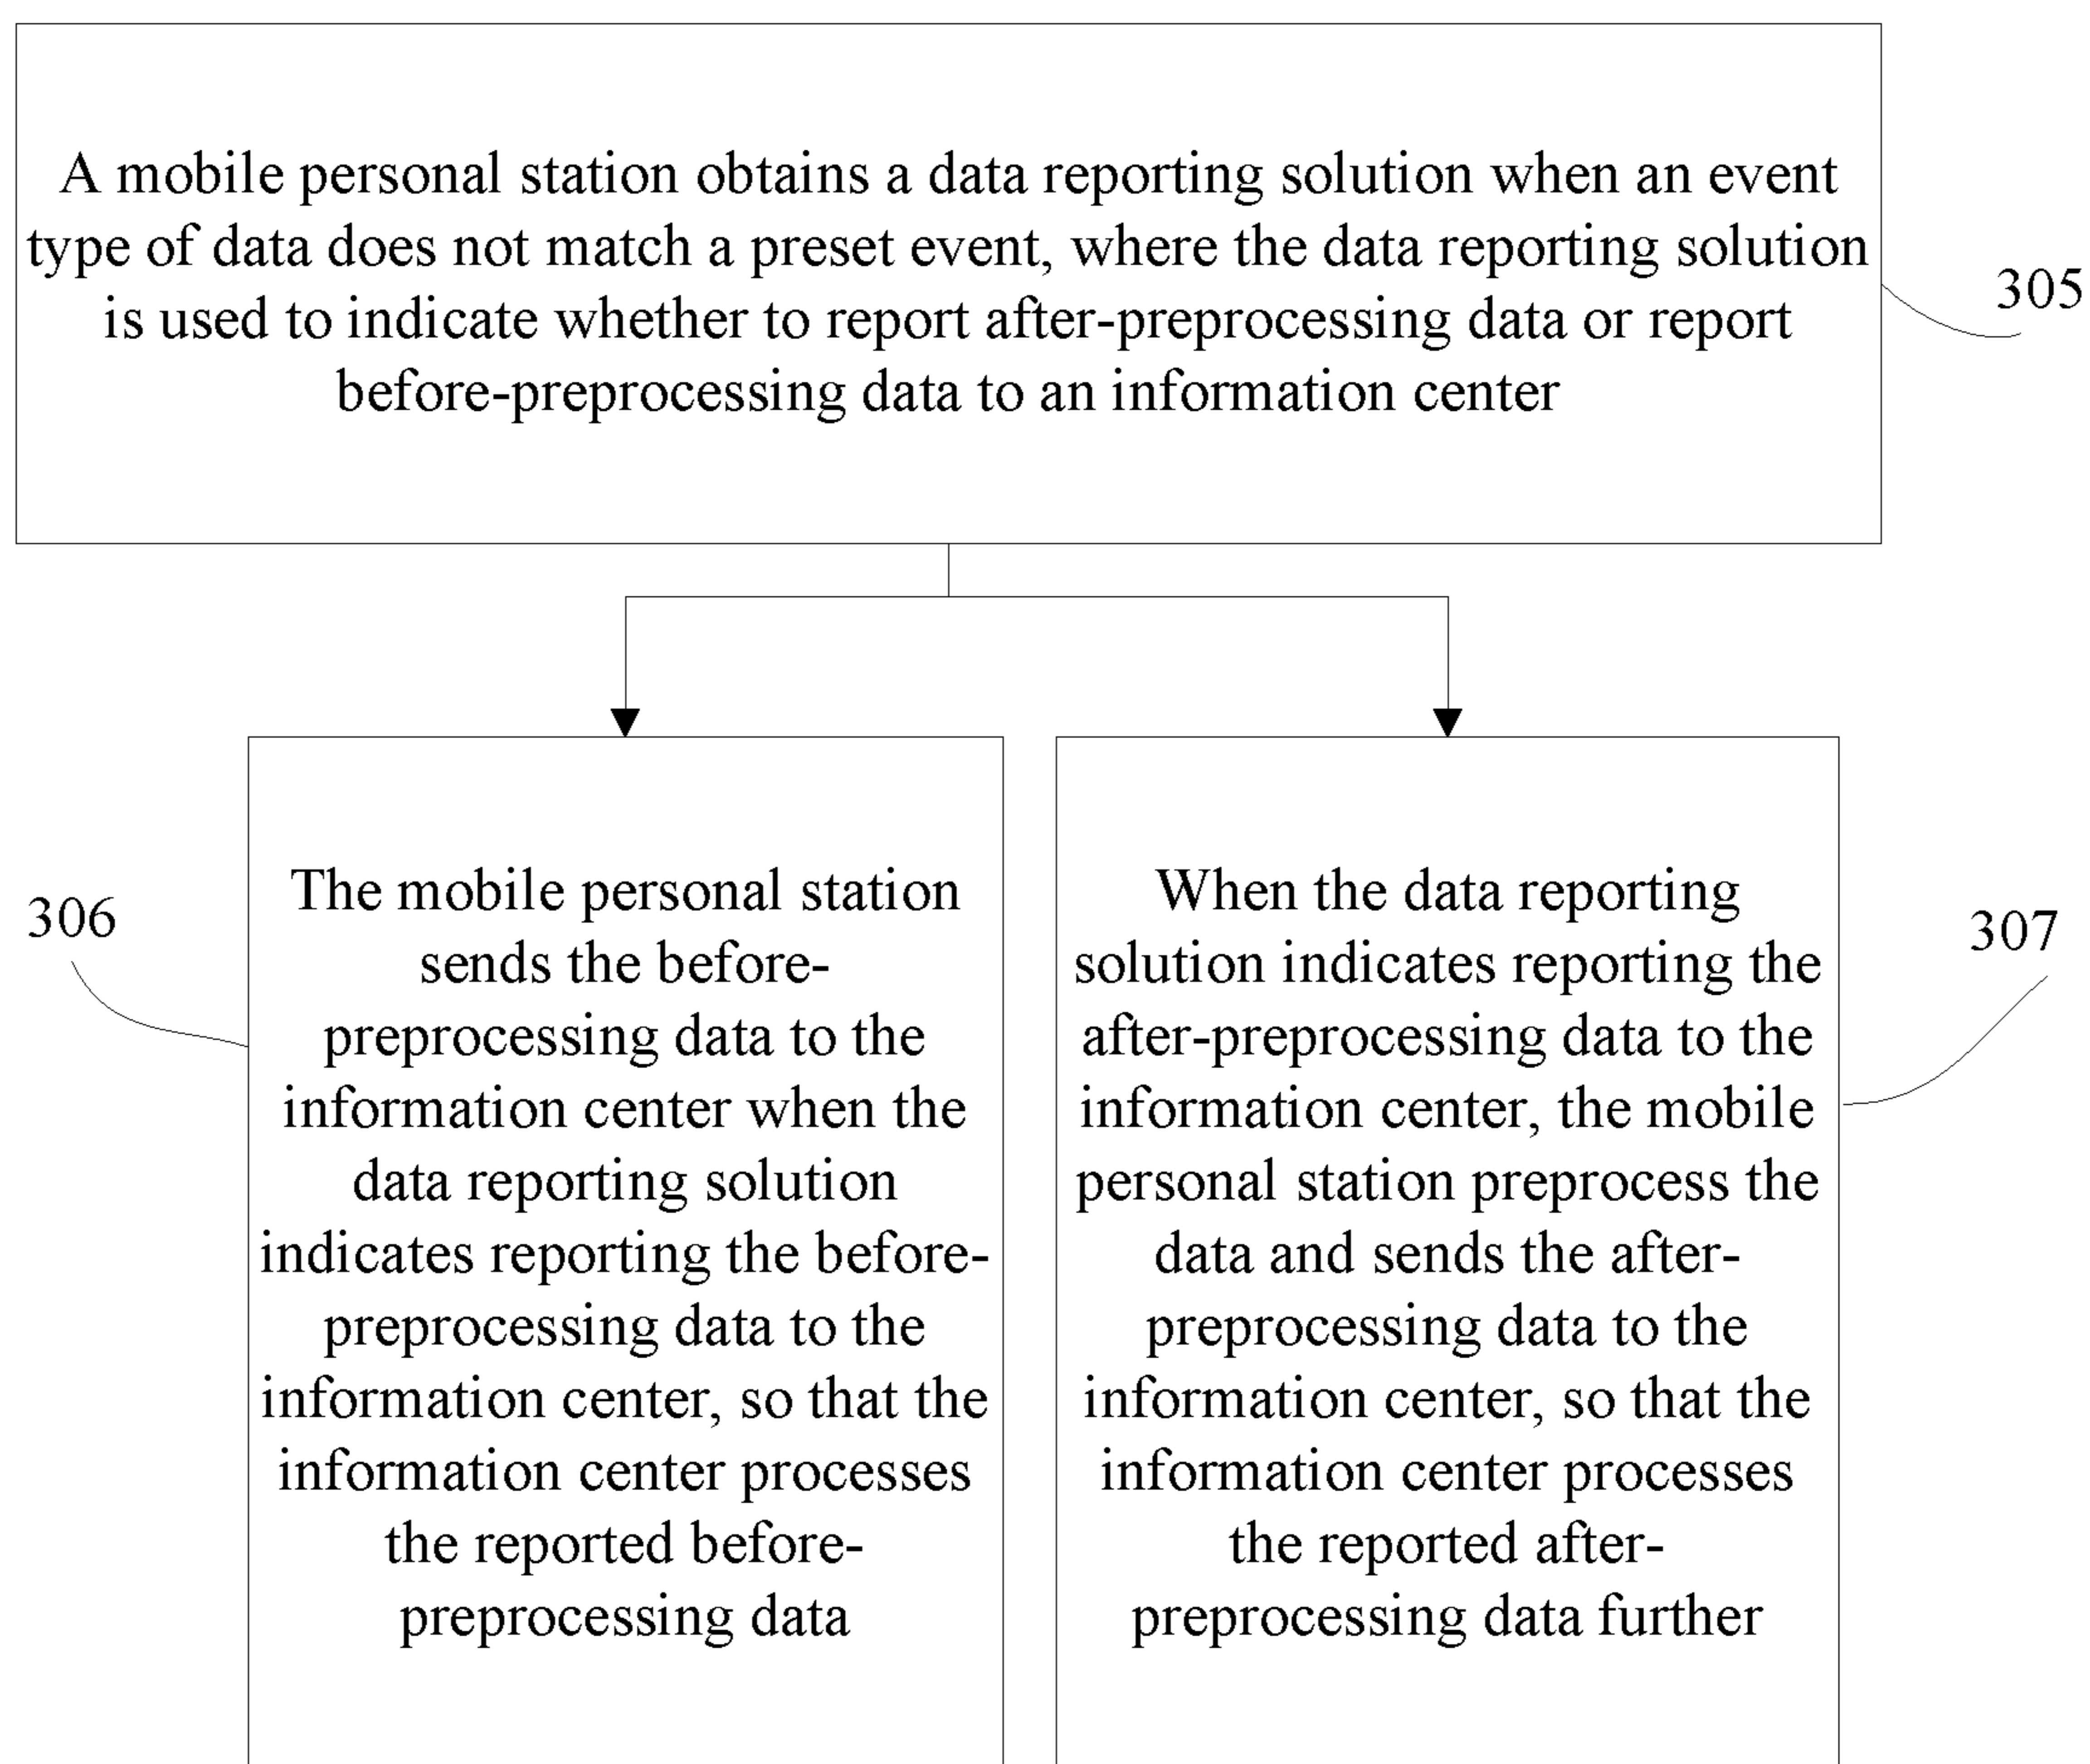 A mobile personal station obtains a data reporting solution when an event
type of data does not match a preset event, where the data reporting solution
is used to indicate whether to report after-preprocessing data or report
before-preprocessing data to an information center
305
306
The mobile personal station
sends the before-
preprocessing data to the
information center when the
data reporting solution
indicates reporting the before-
preprocessing data to the
information center, so that the
information center processes
the reported before-
preprocessing data
When the data reporting
solution indicates reporting the
after-preprocessing data to the
information center, the mobile
personal station preprocess the
data and sends the after-
preprocessing data to the
information center, so that the
information center processes
the reported after-
preprocessing data further
307